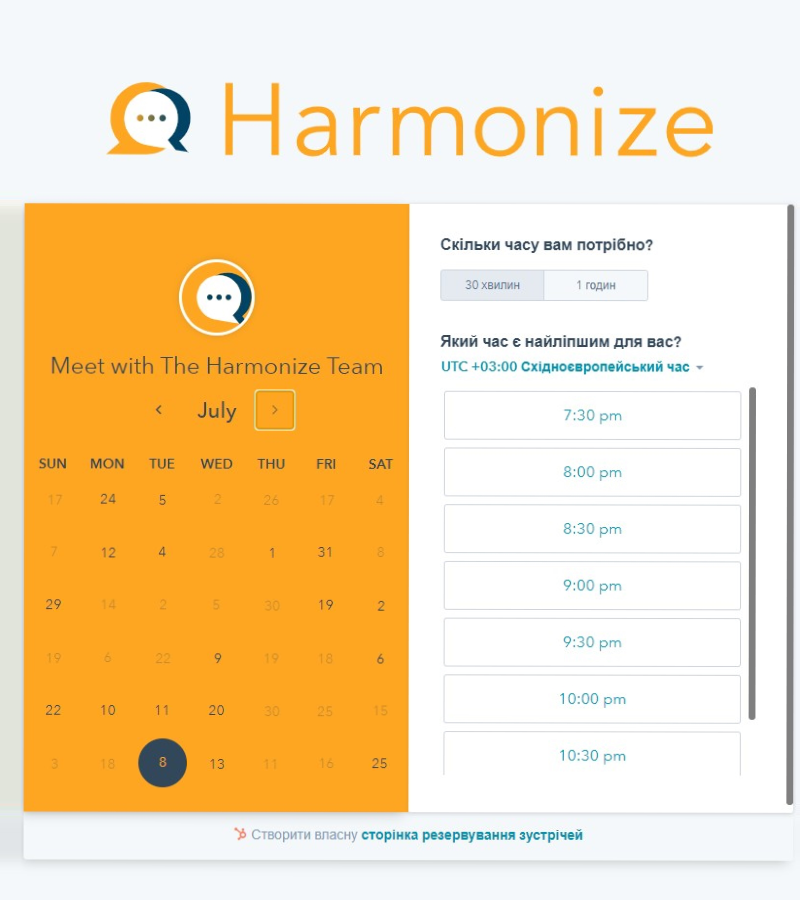 Harmonize
Meet with The Harmonize Team
July
SUN MON TUE WED THU FRI SAT
17 24 5 2 26 17 4
7 12 4 28 1 31 8
29 14 2 5 30 19 2
19 6 22 9 19 18 6
22 10 11 20 30 25 15
3 18 8 13 11 16 25
Скільки часу вам потрібно?
30 хвилин 1 годин
Який час є найліпшим для вас?
UTC +03:00 Східноєвропейський час
7:30 pm
8:00 pm
8:30 pm
9:00 pm
9:30 pm
10:00 pm
10:30 pm
Створити власну сторінка резервування зустрічей